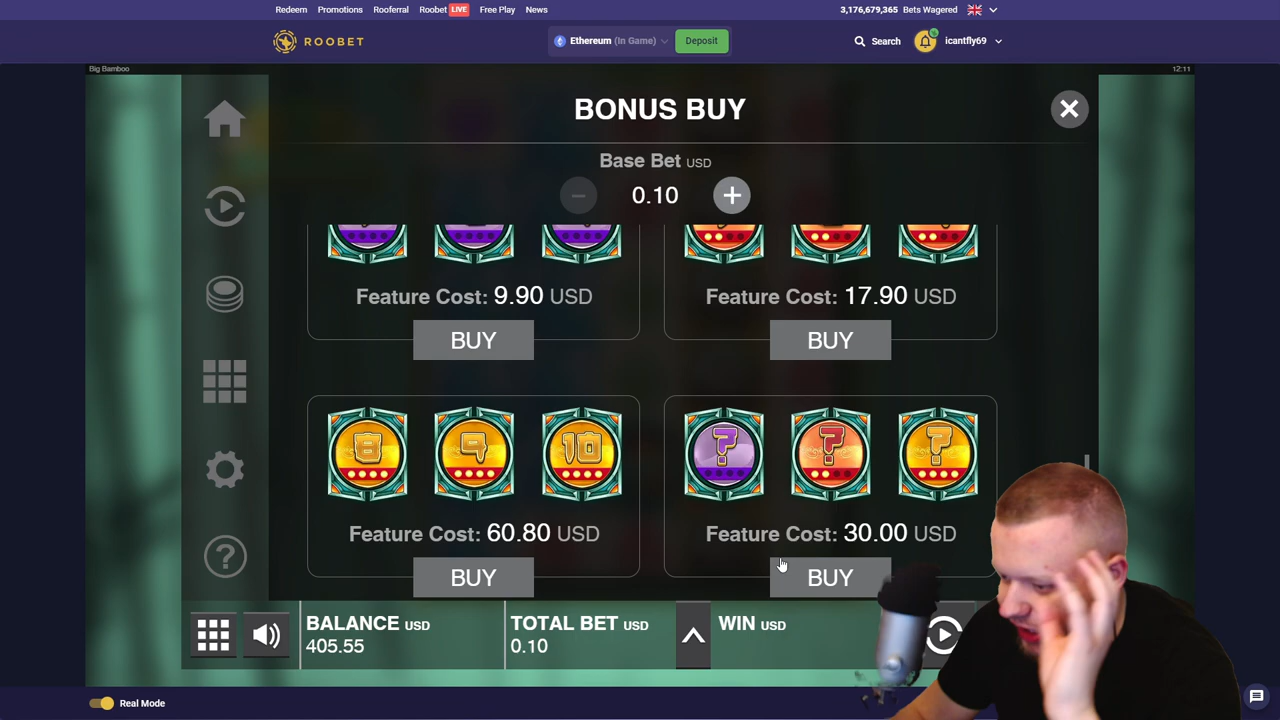 Redeem Promotions Rooferral Roobet LIVE Free Play News 3,176,679,365 Bets Wagered
ROOBET Ethereum (In Game) Deposit Search icantfly69
Big Bamboo 12:11
BONUS BUY
Base Bet USD
− 0.10 +
Feature Cost: 9.90 USD
Feature Cost: 17.90 USD
BUY
BUY
8 9 10
? ? ?
Feature Cost: 60.80 USD
Feature Cost: 30.00 USD
BUY
BUY
?
BALANCE USD
405.55
TOTAL BET USD
0.10
WIN USD
Real Mode